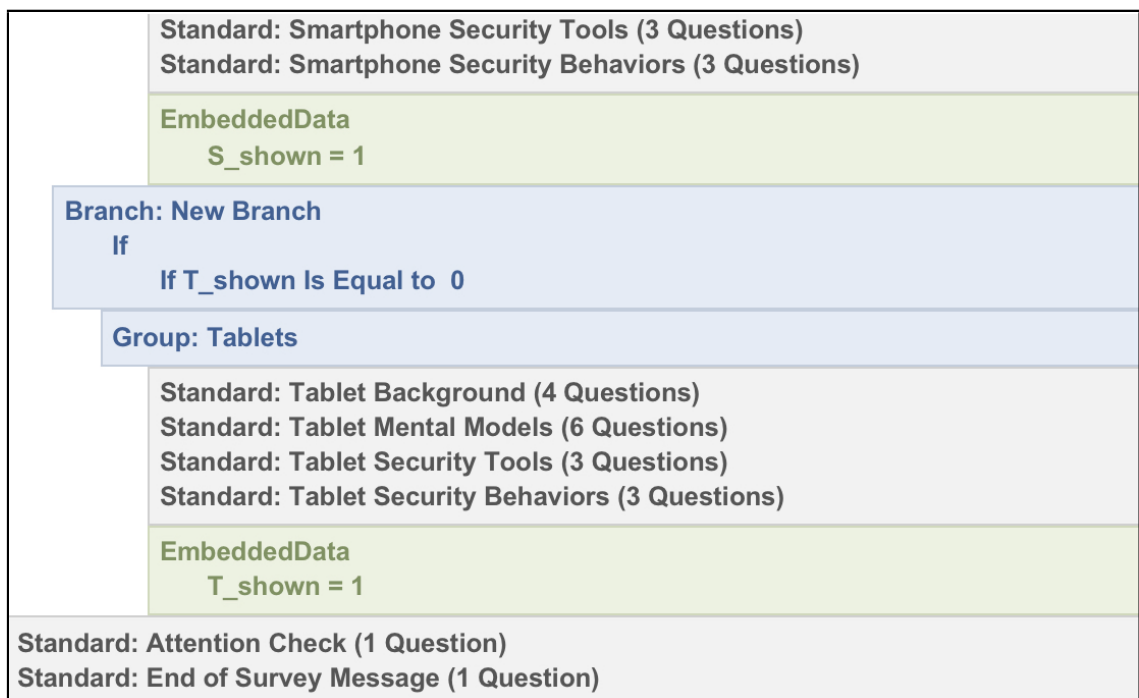 Standard: Smartphone Security Tools (3 Questions)
Standard: Smartphone Security Behaviors (3 Questions)
EmbeddedData
S_shown = 1
Branch: New Branch
If
If T_shown Is Equal to 0
Group: Tablets
Standard: Tablet Background (4 Questions)
Standard: Tablet Mental Models (6 Questions)
Standard: Tablet Security Tools (3 Questions)
Standard: Tablet Security Behaviors (3 Questions)
EmbeddedData
T_shown = 1
Standard: Attention Check (1 Question)
Standard: End of Survey Message (1 Question)